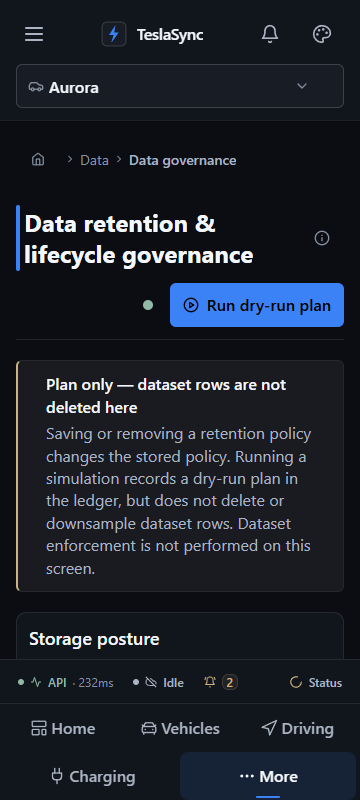 TeslaSync
Aurora
Data
Data governance
Data retention &
lifecycle governance
Run dry-run plan
Plan only — dataset rows are not
deleted here
Saving or removing a retention policy
changes the stored policy. Running a
simulation records a dry-run plan in
the ledger, but does not delete or
downsample dataset rows. Dataset
enforcement is not performed on this
screen.
Storage posture
API · 232ms Idle 2 Status
Home Vehicles Driving
Charging More